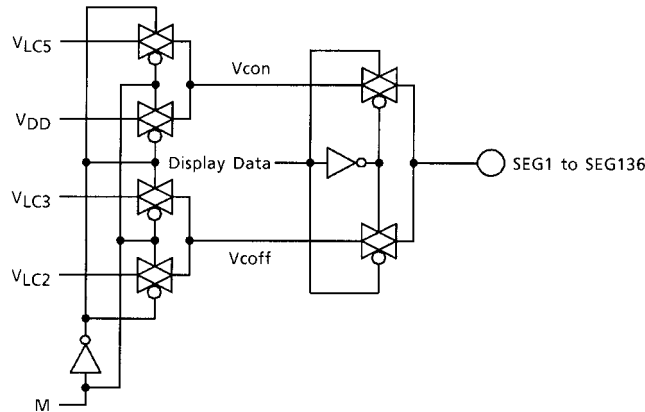 VLC5
Vcon
VDD
Display Data
SEG1 to SEG136
VLC3
Vcoff
VLC2
M